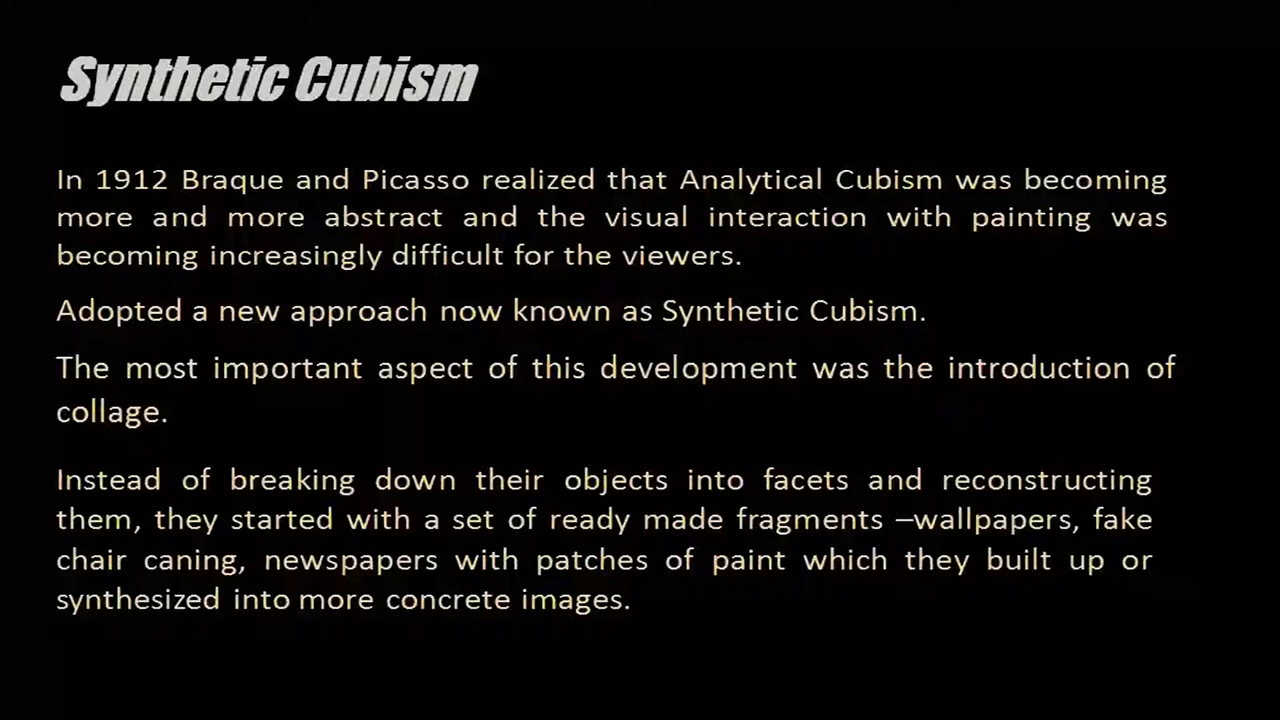 Synthetic Cubism
In 1912 Braque and Picasso realized that Analytical Cubism was becoming
more and more abstract and the visual interaction with painting was
becoming increasingly difficult for the viewers.
Adopted a new approach now known as Synthetic Cubism.
The most important aspect of this development was the introduction of
collage.
Instead of breaking down their objects into facets and reconstructing
them, they started with a set of ready made fragments –wallpapers, fake
chair caning, newspapers with patches of paint which they built up or
synthesized into more concrete images.